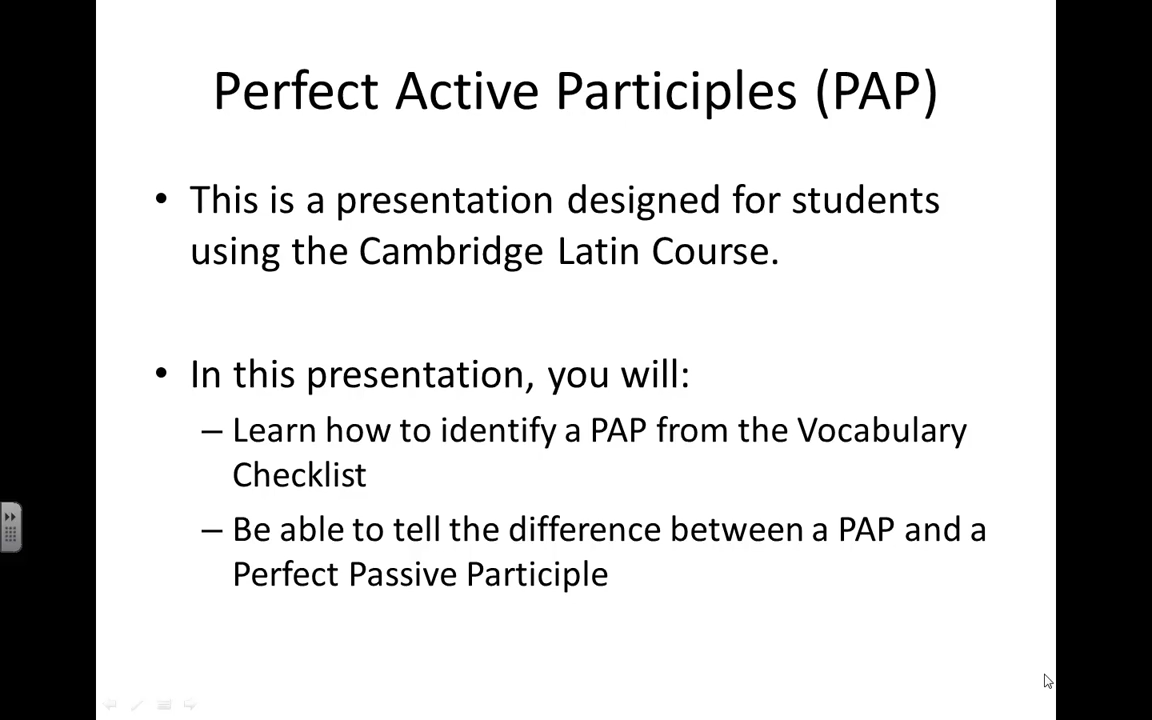 Perfect Active Participles (PAP)
• This is a presentation designed for students
using the Cambridge Latin Course.
• In this presentation, you will:
– Learn how to identify a PAP from the Vocabulary
Checklist
– Be able to tell the difference between a PAP and a
Perfect Passive Participle